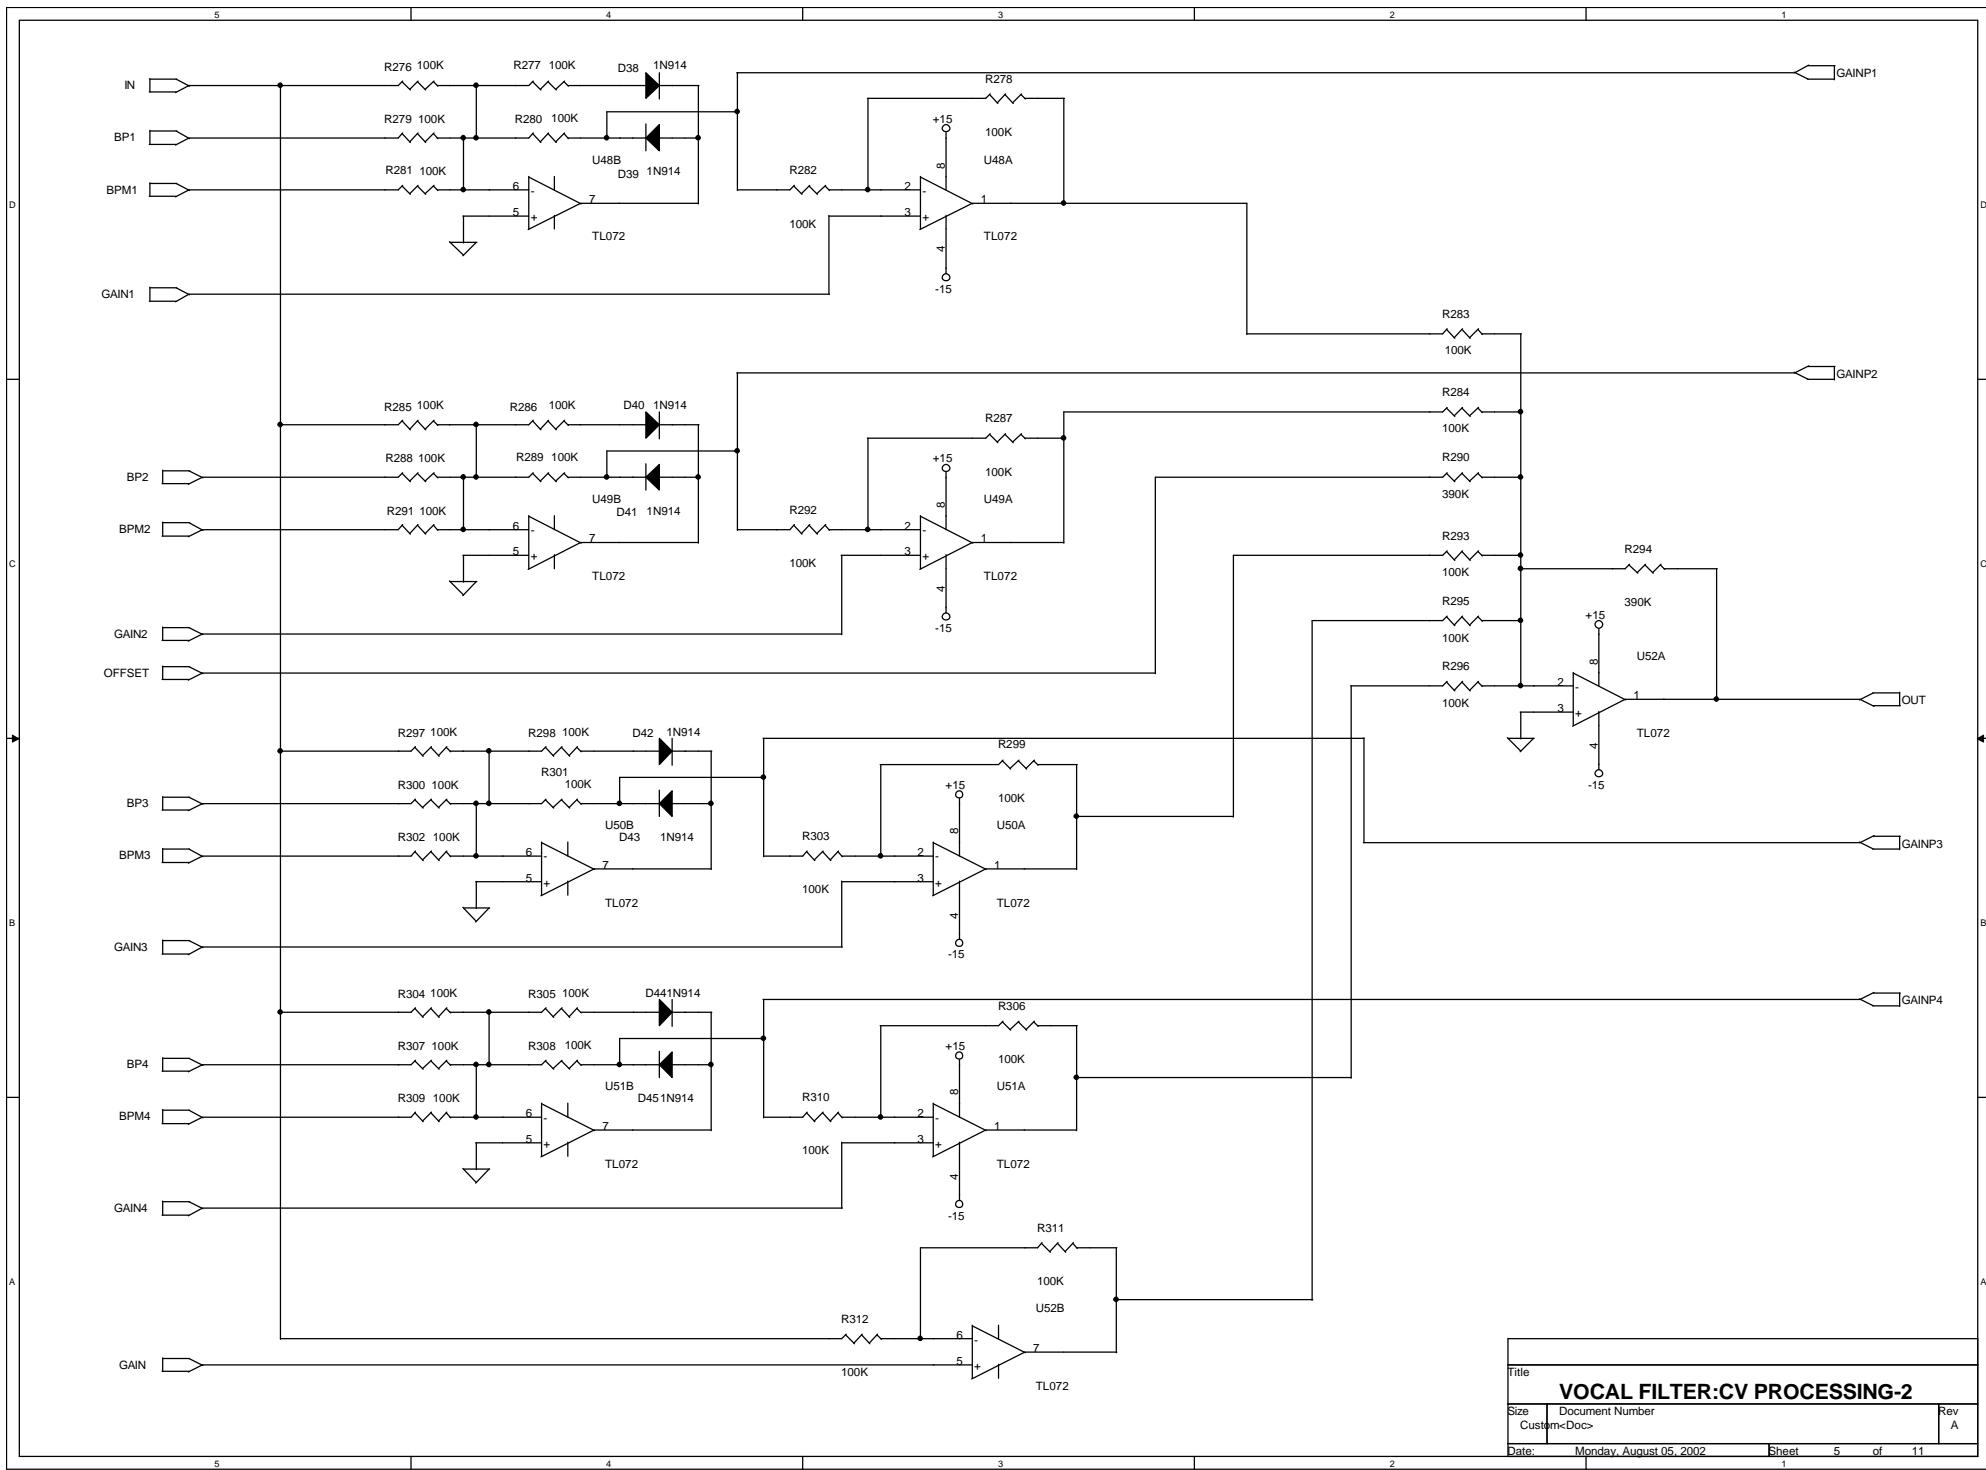 5 4 3 2 1
IN
R276 100K R277 100K D38 1N914
R278
GAINP1
BP1
R279 100K R280 100K
+15
100K
U48B
D39 1N914
U48A
BPM1
R281 100K
R282
8
6 - 7
5 +
2 - 1
3 +
TL072
100K
TL072
4
-15
D D
GAIN1
R283
100K
GAINP2
R285 100K R286 100K D40 1N914
R287
R284
100K
BP2
R288 100K R289 100K
+15
100K
R290
390K
U49B
D41 1N914
U49A
BPM2
R291 100K
R292
8
6 - 7
5 +
2 - 1
3 +
TL072
100K
TL072
4
-15
R293
100K
R294
390K
C C
GAIN2
R295
100K
+15
OFFSET
R296
100K
U52A
8
2 - 1
3 +
TL072
4
-15
OUT
R297 100K R298 100K D42 1N914
R299
BP3
R300 100K R301 100K
+15
100K
U50B
D43 1N914
U50A
BPM3
R302 100K
R303
8
6 - 7
5 +
2 - 1
3 +
TL072
100K
TL072
4
-15
GAINP3
B B
GAIN3
R304 100K R305 100K D441N914
R306
GAINP4
BP4
R307 100K R308 100K
+15
100K
U51B
D451N914
U51A
BPM4
R309 100K
R310
8
6 - 7
5 +
2 - 1
3 +
TL072
100K
TL072
4
-15
GAIN4
R311
100K
U52B
A A
R312
100K
6 - 7
5 +
TL072
GAIN
Title
VOCAL FILTER:CV PROCESSING-2
Size Document Number Rev
Custom<Doc> A
Date: Monday, August 05, 2002 Sheet 5 of 11
5 4 3 2 1